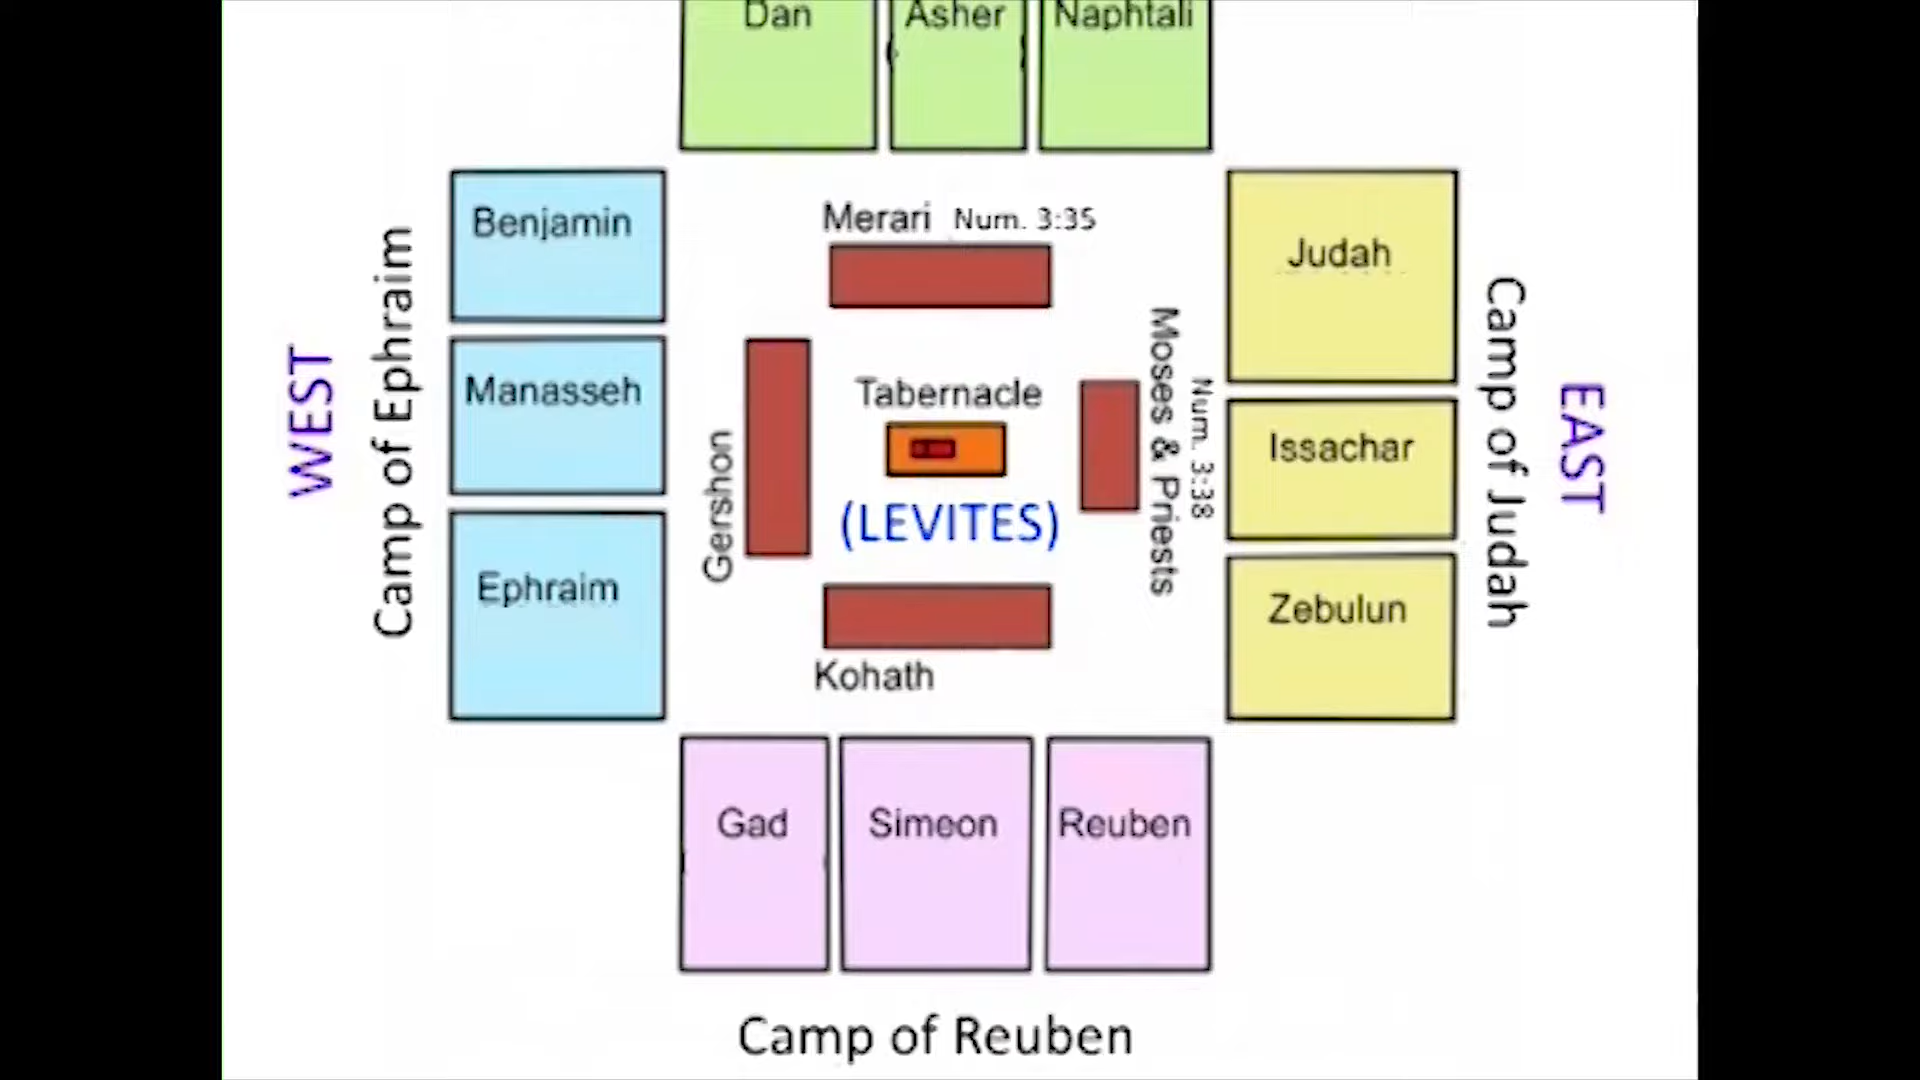 Dan
Asher
Naphtali
Benjamin
Manasseh
Ephraim
Camp of Ephraim
WEST
Merari Num. 3:35
Gershon
Tabernacle
(LEVITES)
Moses & Priests
Num. 3:38
Kohath
Judah
Issachar
Zebulun
Camp of Judah
EAST
Gad
Simeon
Reuben
Camp of Reuben